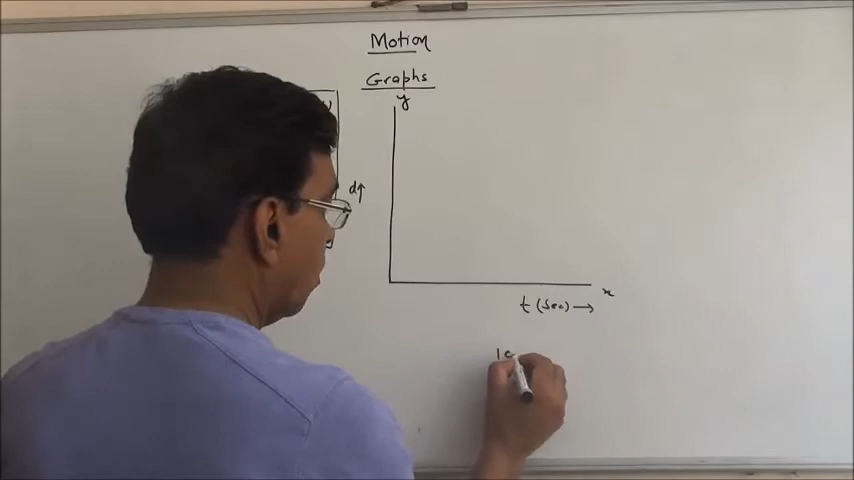 Motion
Graphs
y
d↑
t (Sec) →
x